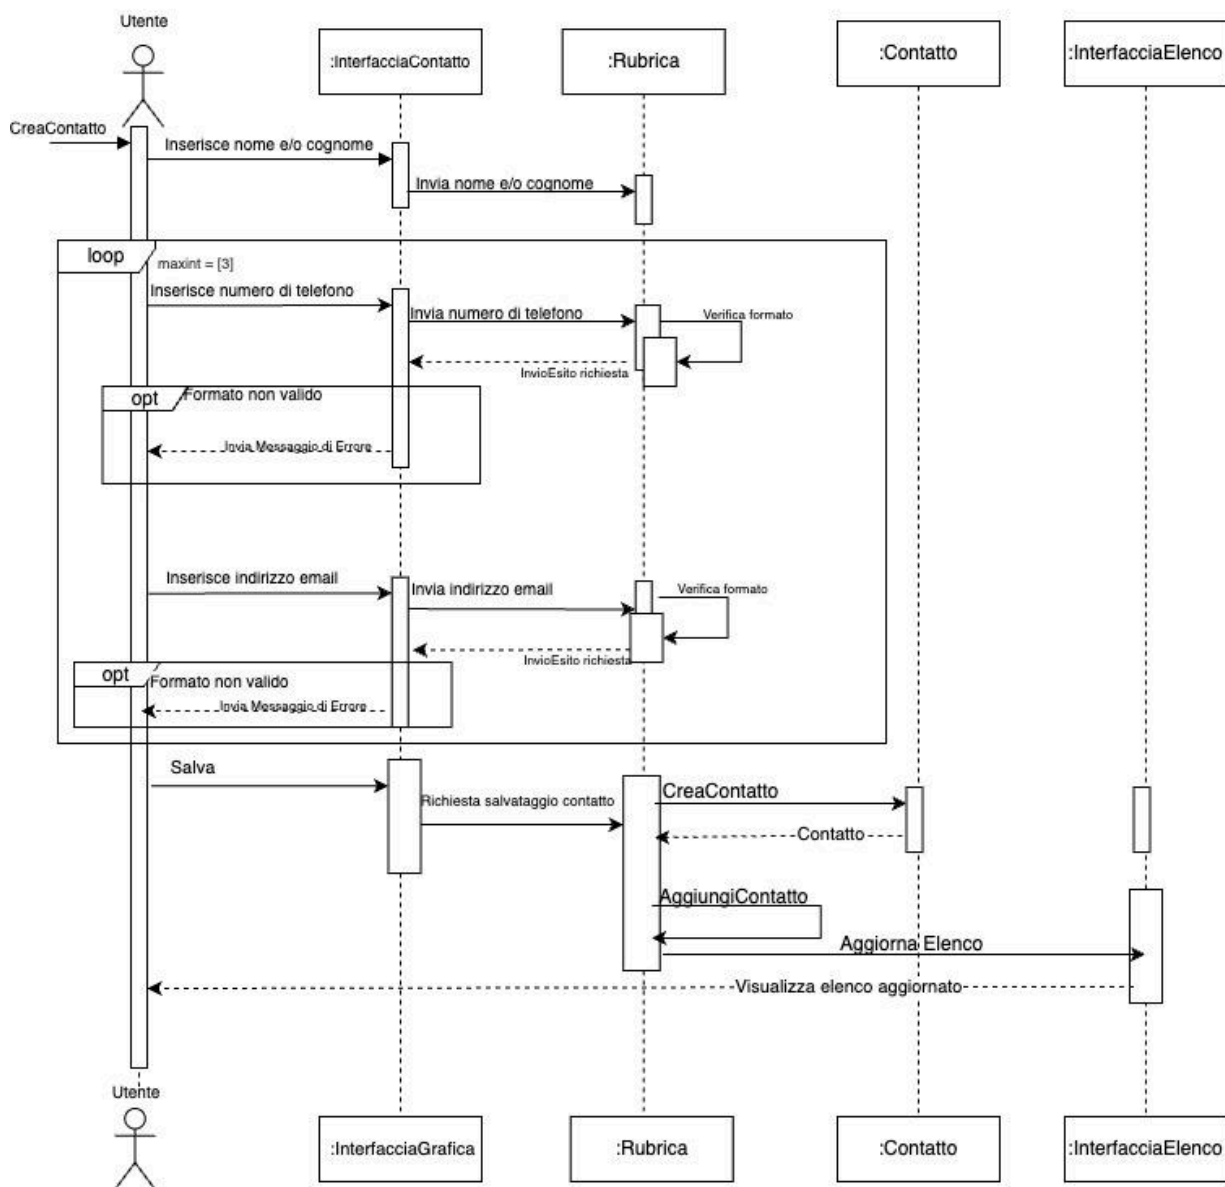 Utente
:InterfacciaContatto
:Rubrica
:Contatto
:InterfacciaElenco
CreaContatto
Inserisce nome e/o cognome
Invia nome e/o cognome
loop
maxint = [3]
Inserisce numero di telefono
Invia numero di telefono
Verifica formato
InvioEsito richiesta
opt
Formato non valido
Invia Messaggio di Errore
Inserisce indirizzo email
Invia indirizzo email
Verifica formato
InvioEsito richiesta
opt
Formato non valido
Invia Messaggio di Errore
Salva
Richiesta salvataggio contatto
CreaContatto
Contatto
AggiungiContatto
Aggiorna Elenco
Visualizza elenco aggiornato
Utente
:InterfacciaGrafica
:Rubrica
:Contatto
:InterfacciaElenco